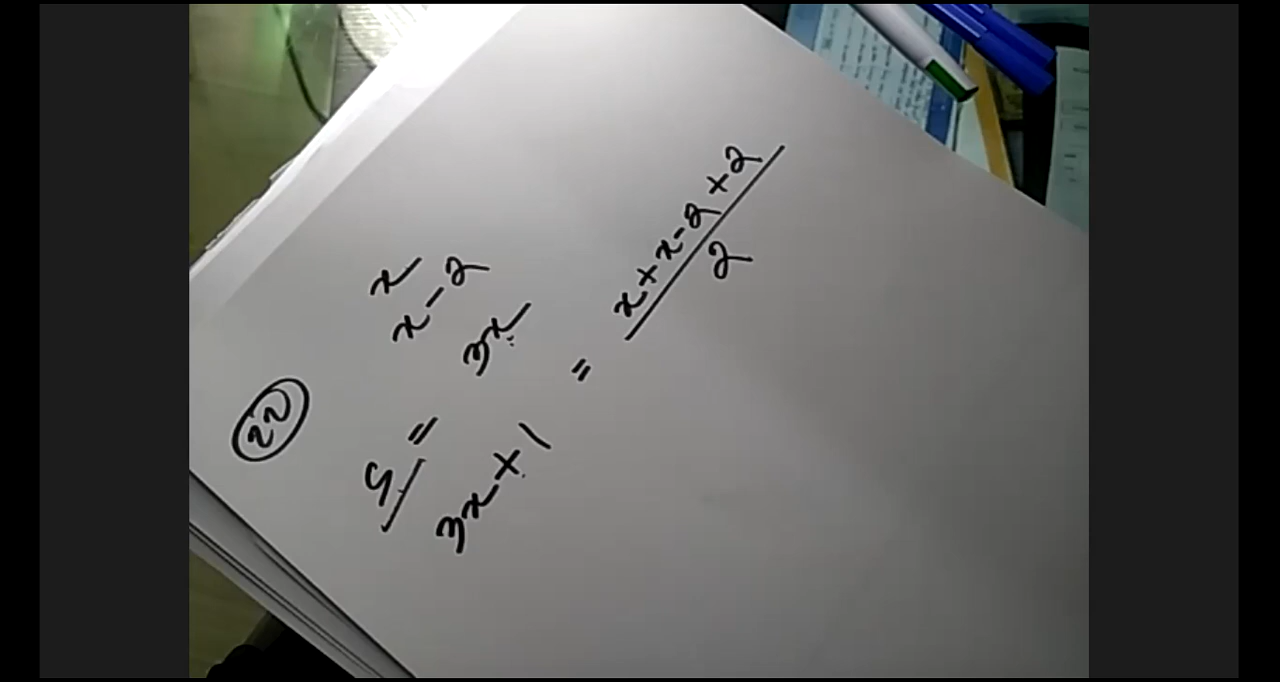 22 x
x-2
y = 3x
3x+1 = x+x-2+2
2